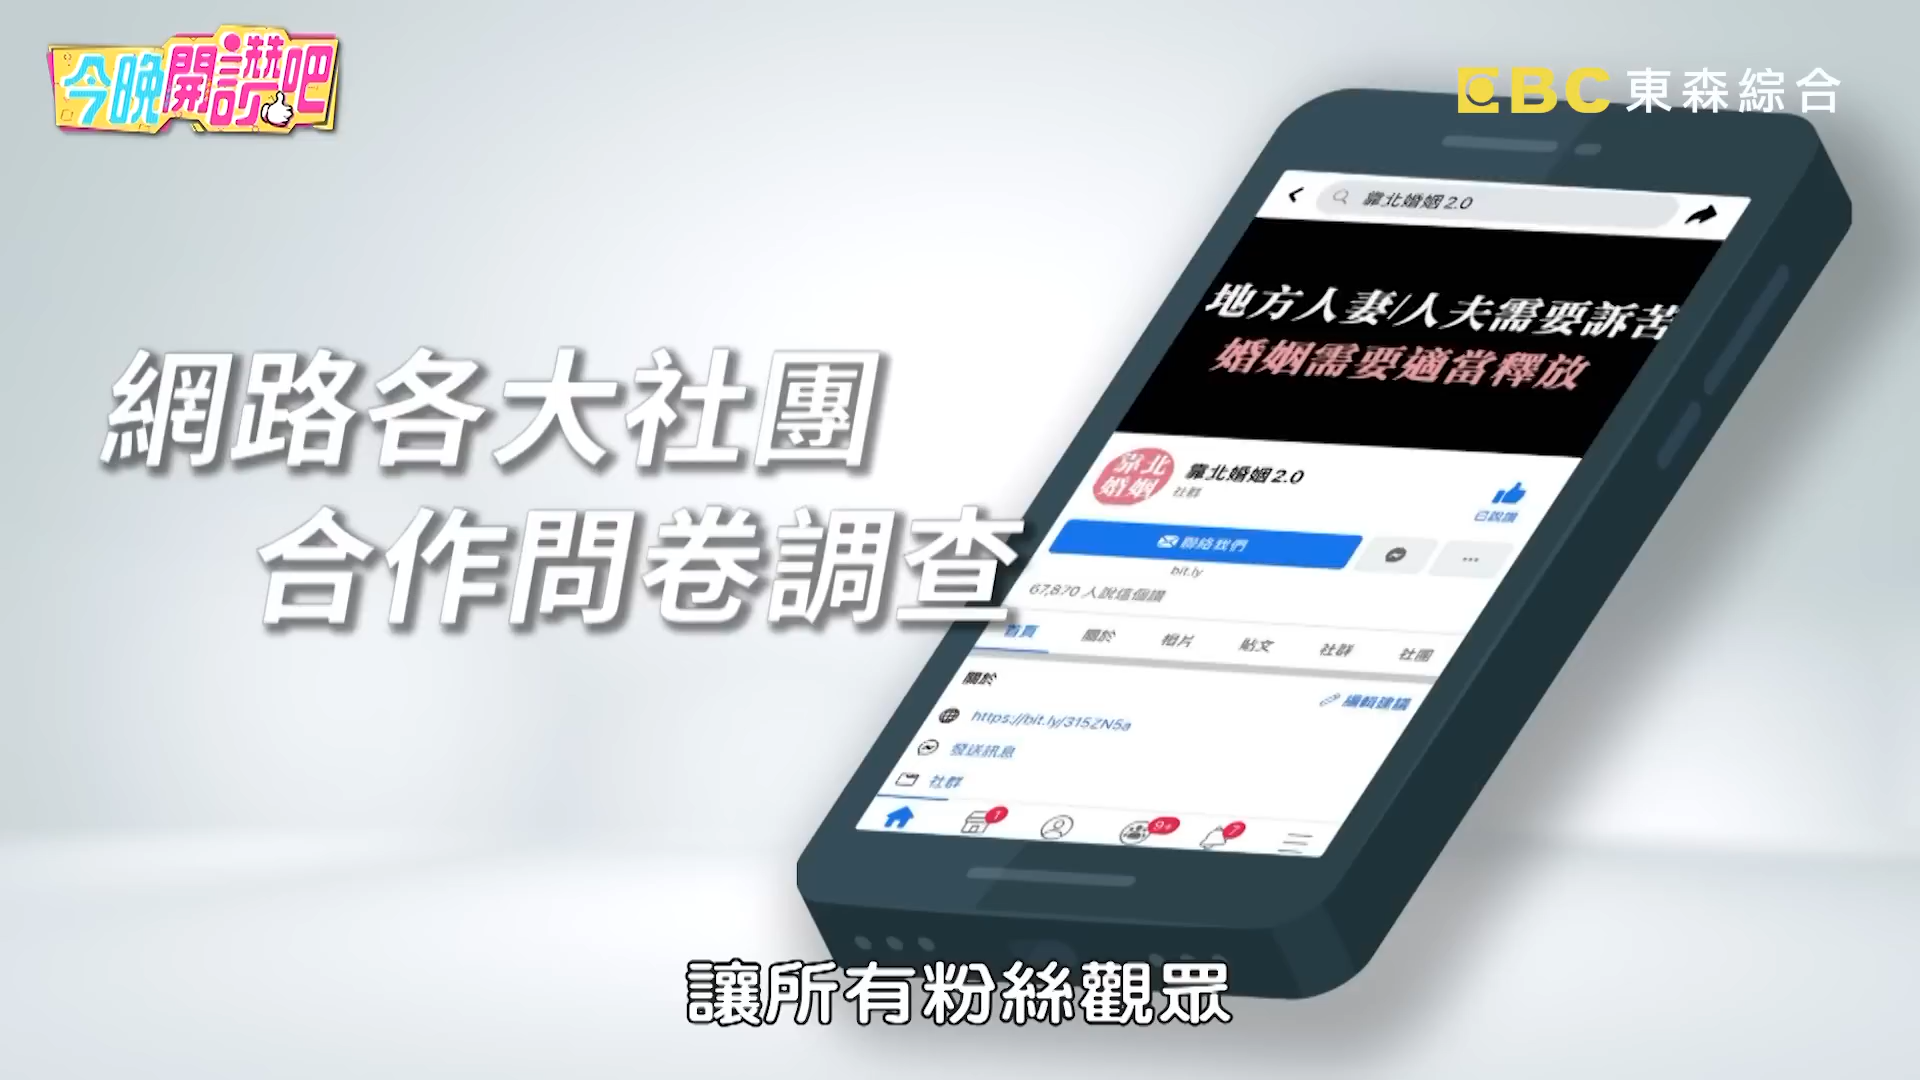 今晚開讚吧
EBC 東森綜合
靠北婚姻2.0
地方人妻/人夫需要訴苦
婚姻需要適當釋放
網路各大社團
合作問卷調查
靠北
婚姻
靠北婚姻2.0
社群
已說讚
聯絡我們
bit.ly
67,870 人說這個讚
首頁 關於 相片 貼文 社群 社團
關於
編輯建議
https://bit.ly/315ZN5a
發送訊息
社群
1 9+ 7
讓所有粉絲觀眾